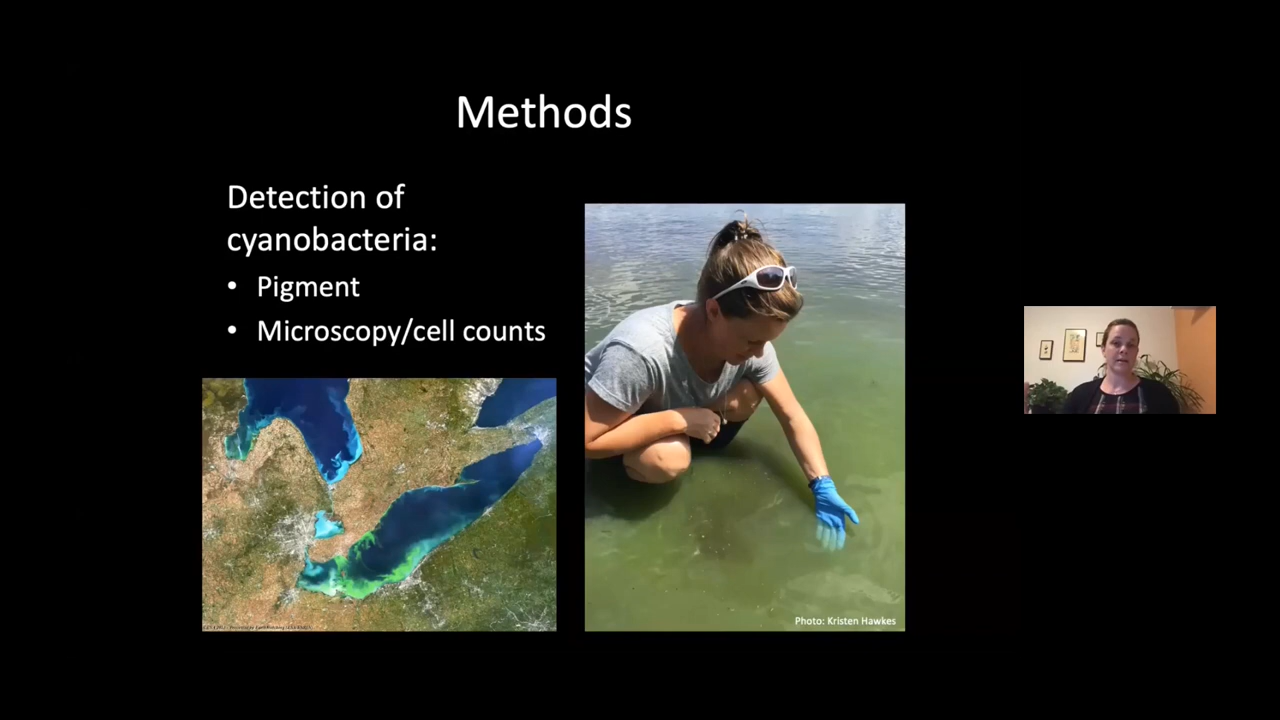 Methods
Detection of
cyanobacteria:
• Pigment
• Microscopy/cell counts
Photo: Kristen Hawkes